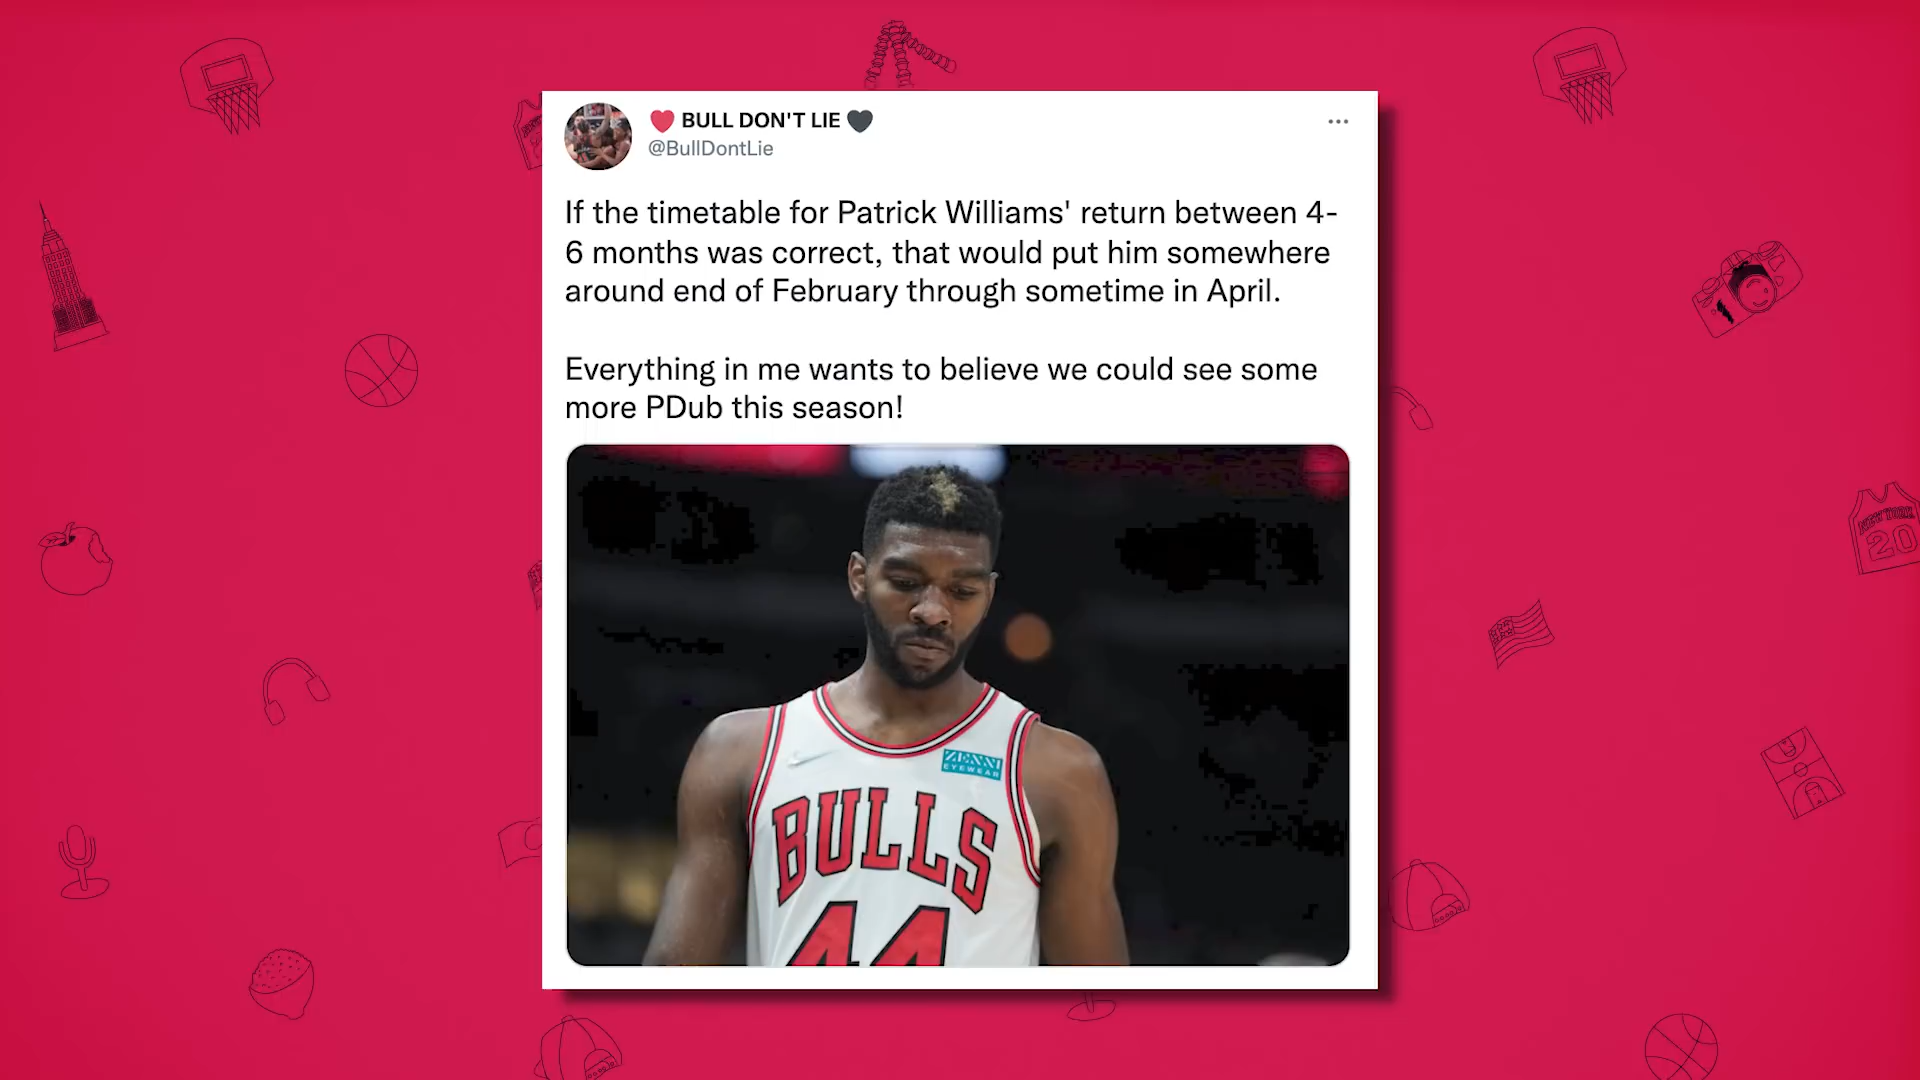 ❤️ BULL DON'T LIE 🖤
@BullDontLie
If the timetable for Patrick Williams' return between 4-
6 months was correct, that would put him somewhere
around end of February through sometime in April.
Everything in me wants to believe we could see some
more PDub this season!
ZENNI
EYEWEAR
BULLS
44
NEW YORK
20